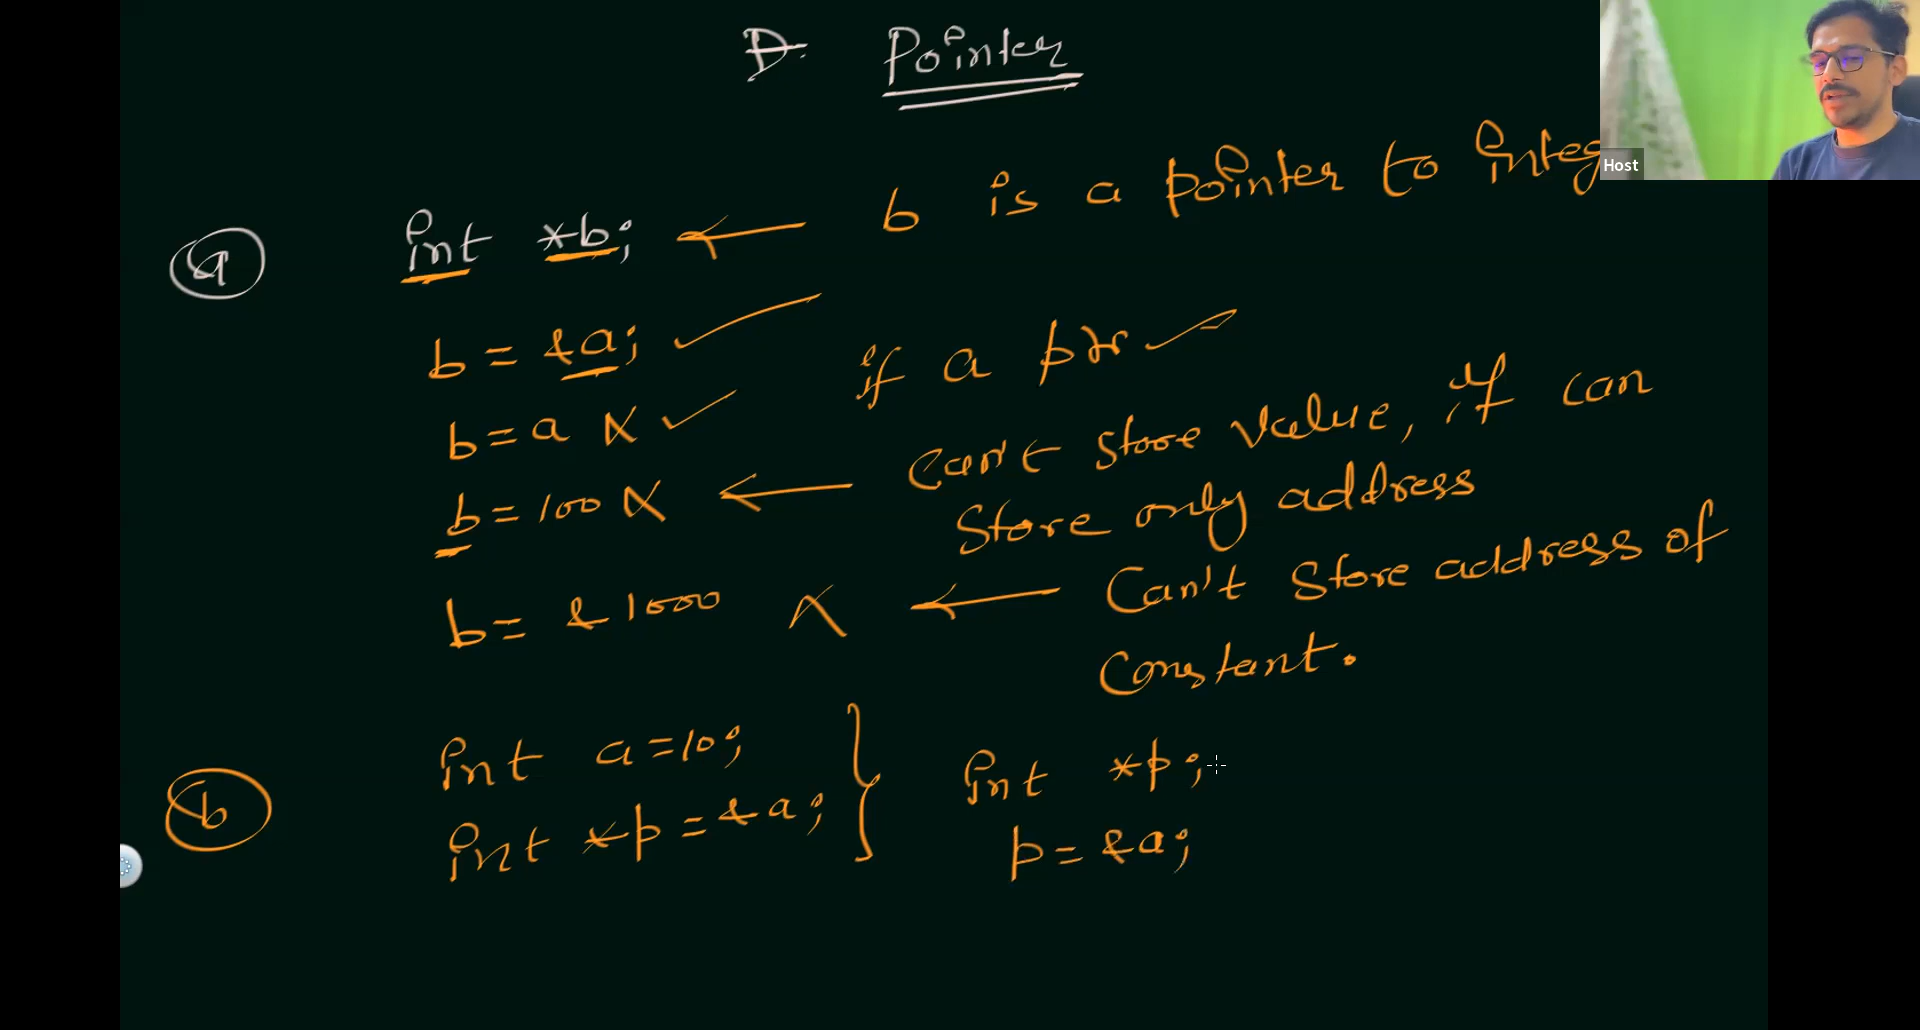 D. Pointer
Host
a int *b; ← b is a pointer to integ
b = &a; ✓
b = a X ✓ if a ptr ✓
b = 100 X ← Can't store value, if can
store only address
b = &1000 X ← Can't store address of
Constant.
b int a = 10;
int *p = &a;
int *p;
p = &a;